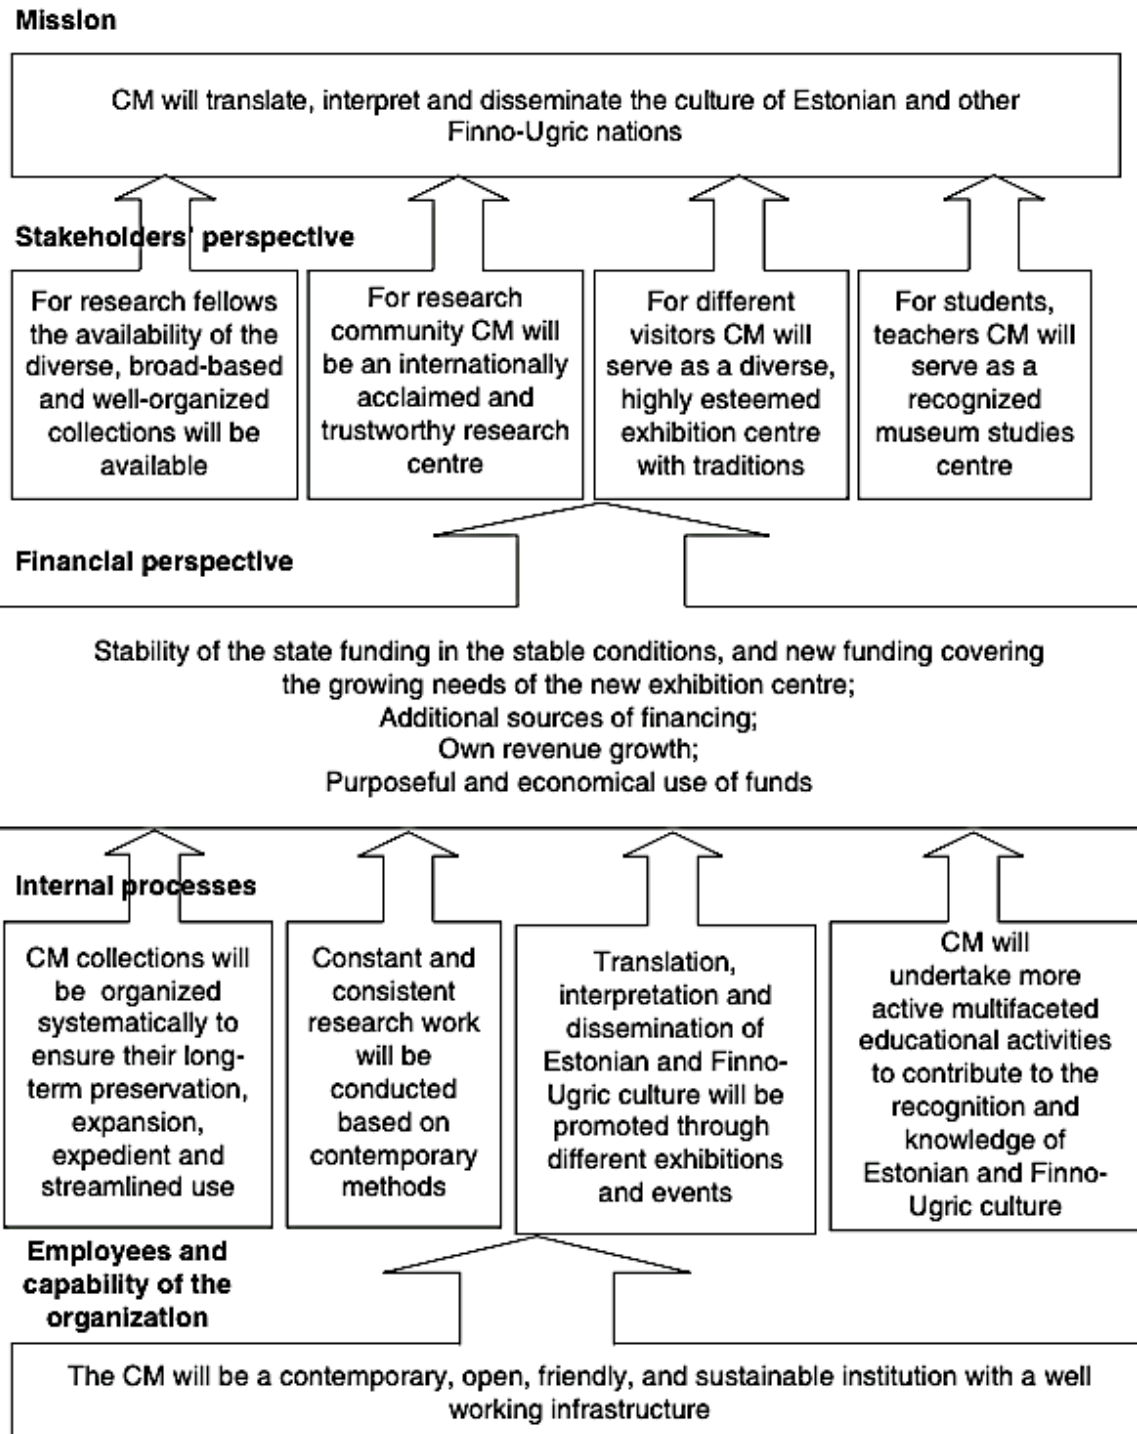 Mission
CM will translate, interpret and disseminate the culture of Estonian and other
Finno-Ugric nations
Stakeholders' perspective
For research fellows
the availability of the
diverse, broad-based
and well-organized
collections will be
available
For research
community CM will
be an internationally
acclaimed and
trustworthy research
centre
For different
visitors CM will
serve as a diverse,
highly esteemed
exhibition centre
with traditions
For students,
teachers CM will
serve as a
recognized
museum studies
centre
Financial perspective
Stability of the state funding in the stable conditions, and new funding covering
the growing needs of the new exhibition centre;
Additional sources of financing;
Own revenue growth;
Purposeful and economical use of funds
Internal processes
CM collections will
be organized
systematically to
ensure their long-
term preservation,
expansion,
expedient and
streamlined use
Constant and
consistent
research work
will be
conducted
based on
contemporary
methods
Translation,
interpretation and
dissemination of
Estonian and Finno-
Ugric culture will be
promoted through
different exhibitions
and events
CM will
undertake more
active multifaceted
educational activities
to contribute to the
recognition and
knowledge of
Estonian and Finno-
Ugric culture
Employees and
capability of the
organization
The CM will be a contemporary, open, friendly, and sustainable institution with a well
working infrastructure